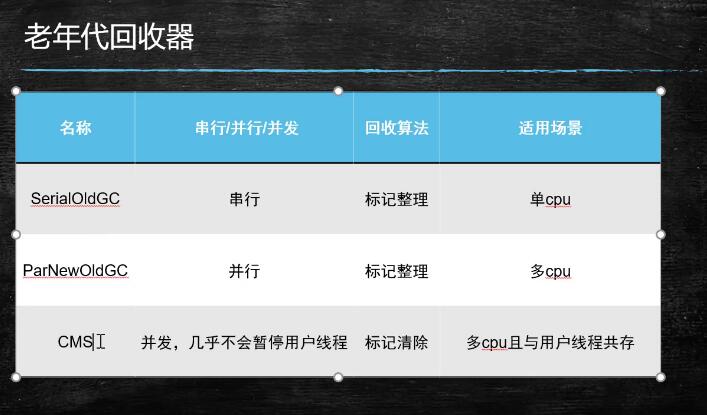 老年代回收器
名称 串行/并行/并发 回收算法 适用场景
SerialOldGC 串行 标记整理 单cpu
ParNewOldGC 并行 标记整理 多cpu
CMS 并发，几乎不会暂停用户线程 标记清除 多cpu且与用户线程共存